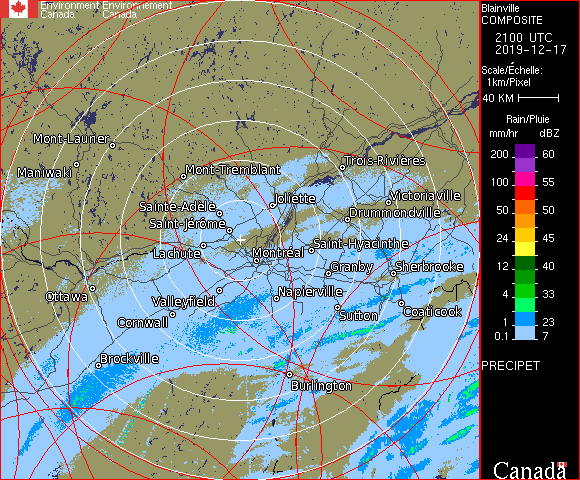 Environment Environnement
Canada Canada
Blainville
COMPOSITE
2100 UTC
2019-12-17
Scale/Échelle:
1km/Pixel
40 KM
Rain/Pluie
mm/hr dBZ
200 60
100 55
50 50
24 45
12 40
4 33
1 23
0.1 7
PRECIPET
Canada
Mont-Laurier
Maniwaki
Mont-Tremblant
Trois-Rivières
Sainte-Adèle
Joliette
Victoriaville
Saint-Jérôme
Drummondville
Lachute
Montréal
Saint-Hyacinthe
Granby
Sherbrooke
Ottawa
Valleyfield
Napierville
Cornwall
Sutton
Coaticook
Brockville
Burlington